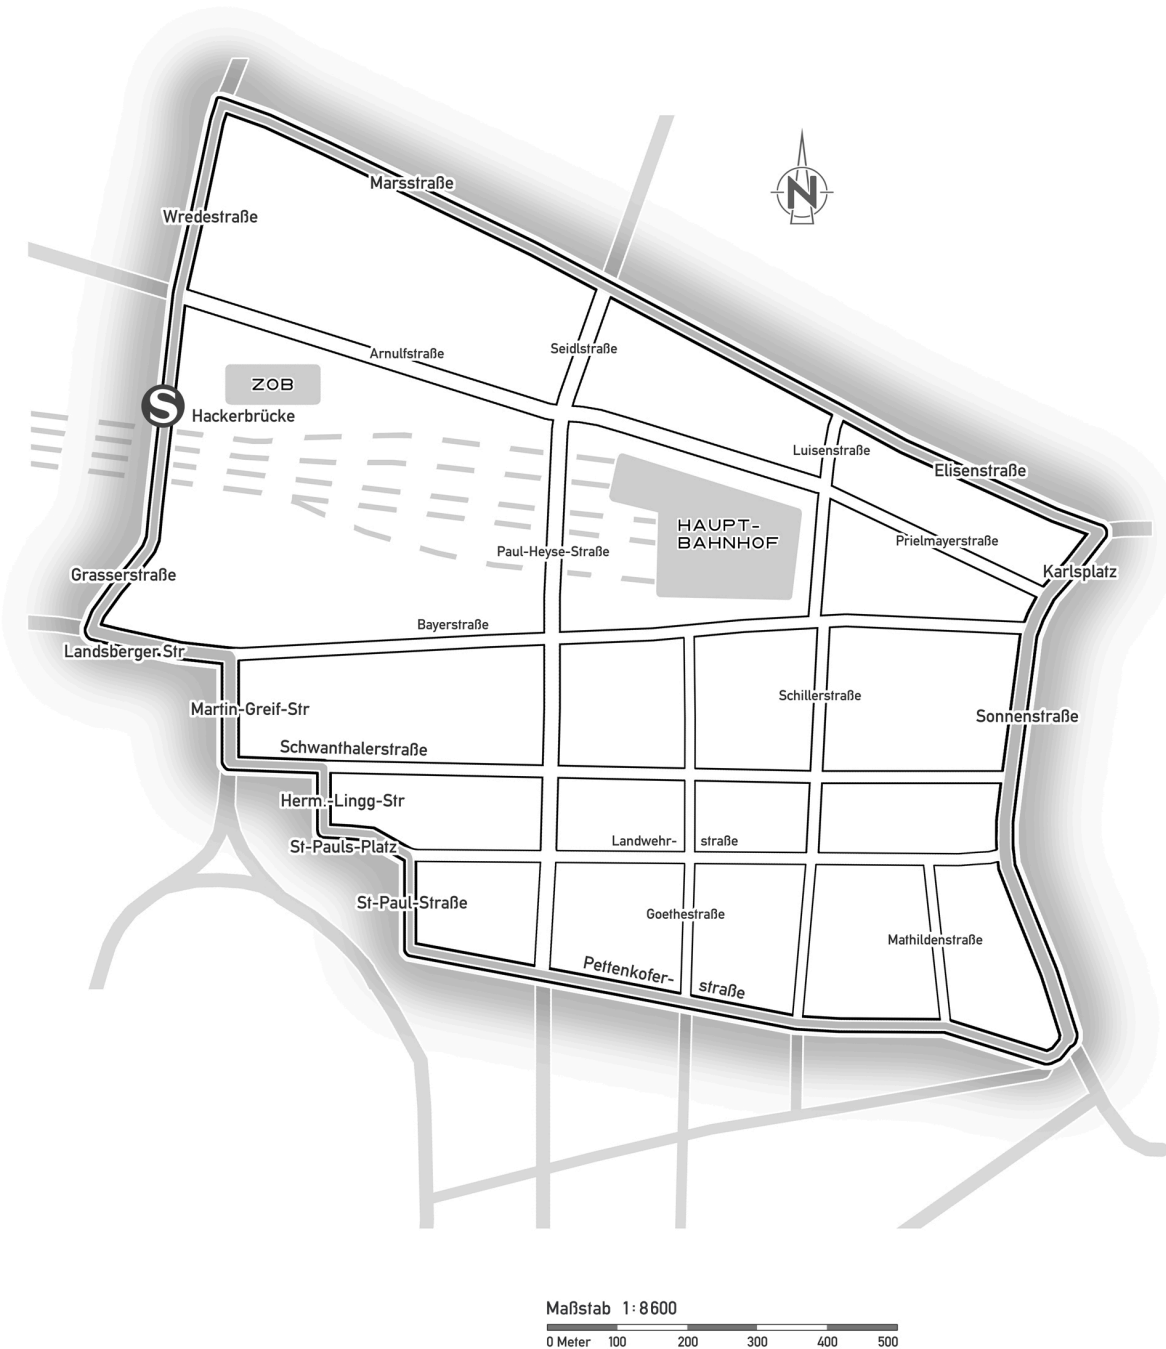 N
Marsstraße
Wredestraße
Seidlstraße
Arnulfstraße
ZOB
S
Hackerbrücke
Luisenstraße
Elisenstraße
HAUPT-
BAHNHOF
Prielmayerstraße
Paul-Heyse-Straße
Karlsplatz
Grasserstraße
Bayerstraße
Landsberger.Str
Schillerstraße
Martin-Greif-Str
Sonnenstraße
Schwanthalerstraße
Herm.-Lingg-Str
Landwehr- straße
St-Pauls-Platz
St-Paul-Straße
Goethestraße
Mathildenstraße
Pettenkofer- straße
Maßstab 1:8600
0 Meter 100 200 300 400 500